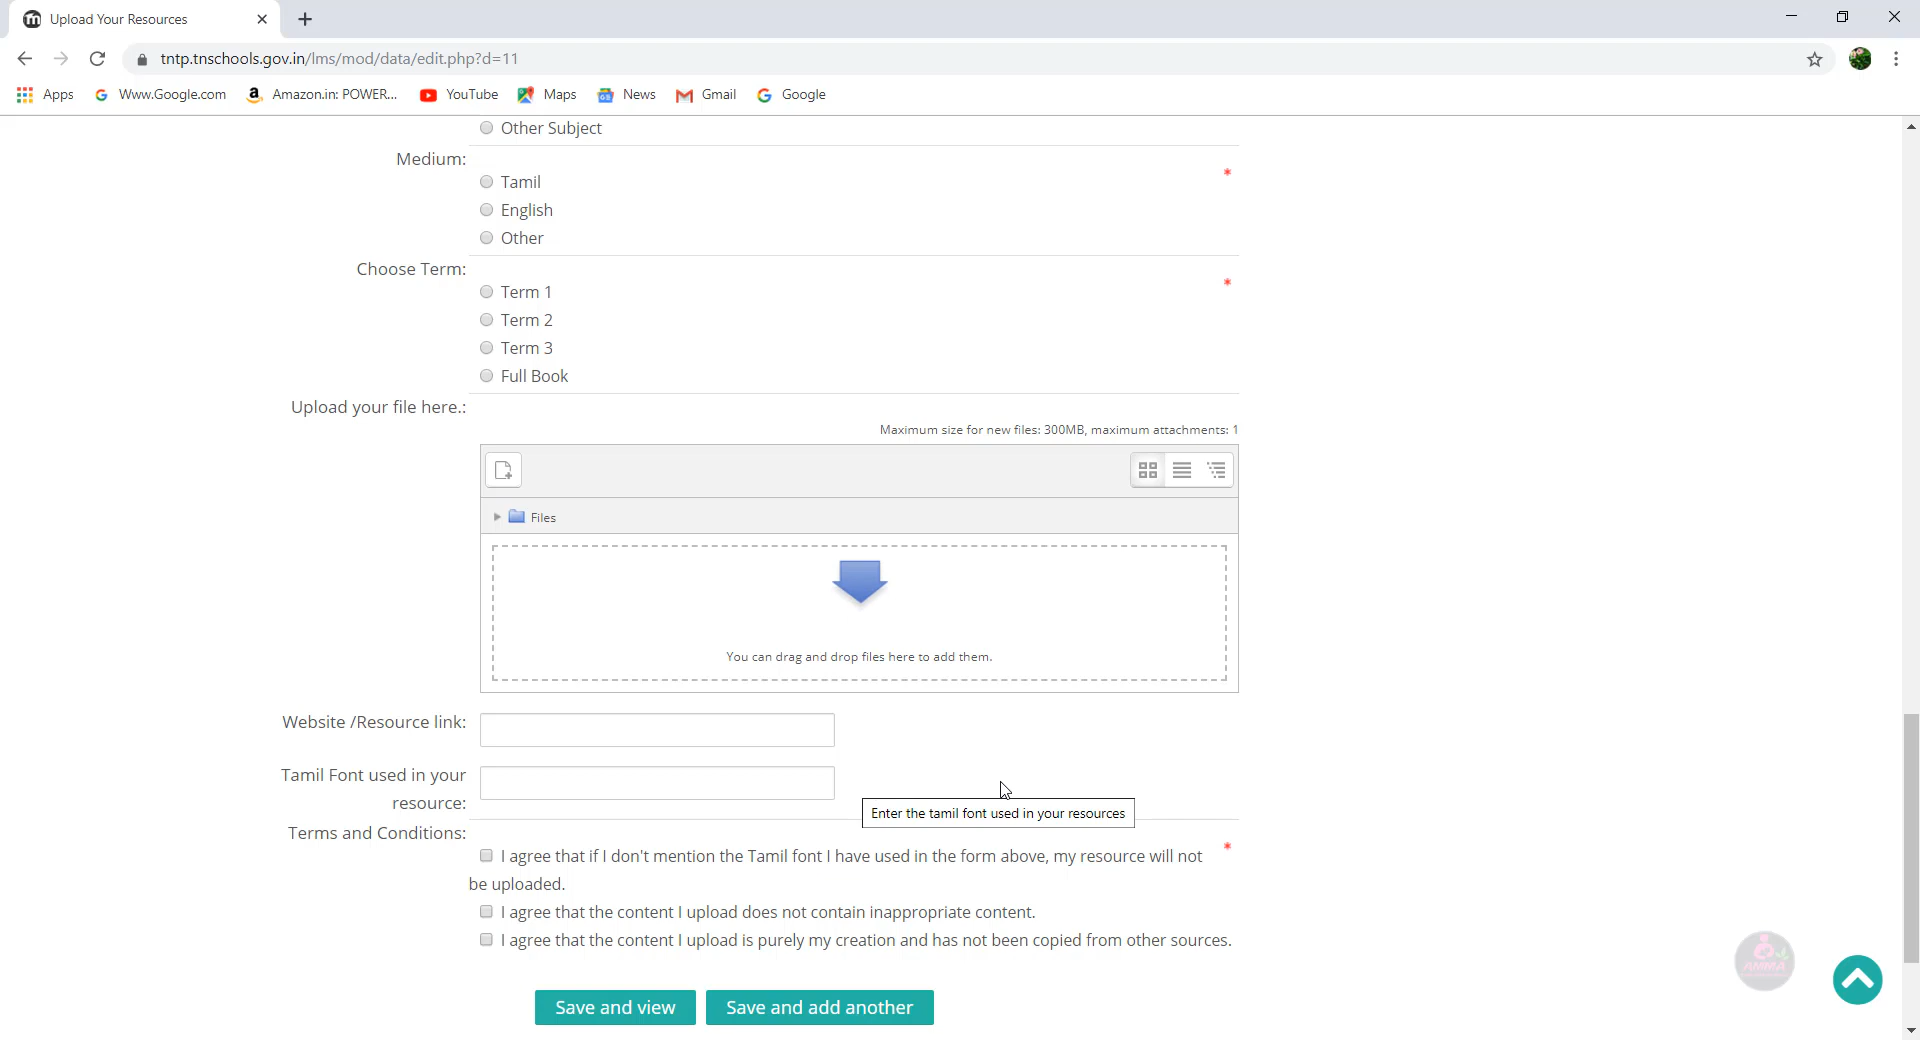 Upload Your Resources
tntp.tnschools.gov.in/lms/mod/data/edit.php?d=11
Apps Www.Google.com Amazon.in: POWER... YouTube Maps News Gmail Google
Other Subject
Medium:
*
Tamil
English
Other
Choose Term:
*
Term 1
Term 2
Term 3
Full Book
Upload your file here.:
Maximum size for new files: 300MB, maximum attachments: 1
Files
You can drag and drop files here to add them.
Website /Resource link:
Tamil Font used in your
resource:
Enter the tamil font used in your resources
Terms and Conditions:
I agree that if I don't mention the Tamil font I have used in the form above, my resource will not *
be uploaded.
I agree that the content I upload does not contain inappropriate content.
I agree that the content I upload is purely my creation and has not been copied from other sources.
AMMA
Save and view Save and add another